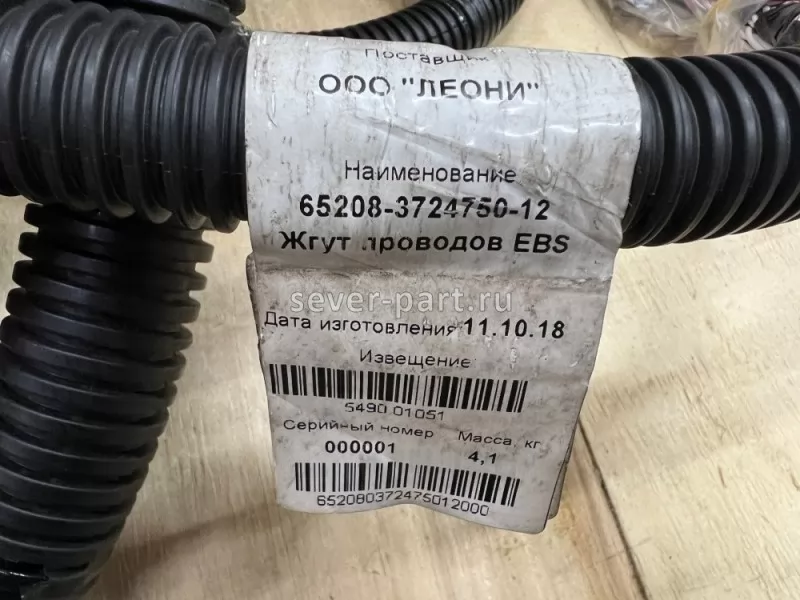 Поставщик
ООО "ЛЕОНИ"
Наименование
65208-3724750-12
Жгут проводов EBS
sever-part.ru
Дата изготовления 11.10.18
Извещение
5490.01051
Серийный номер Масса, кг
000001 4,1
652080372475012000